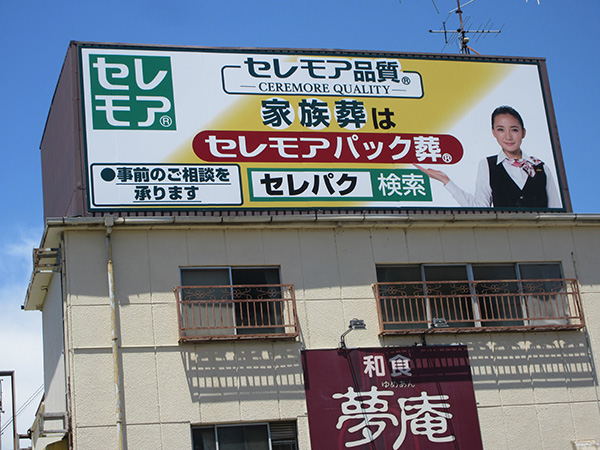 セレ
モア®
セレモア品質®
CEREMORE QUALITY
家族葬は
セレモアパック葬®
●事前のご相談を
承ります
セレパク 検索
和食
ゆめあん
夢庵